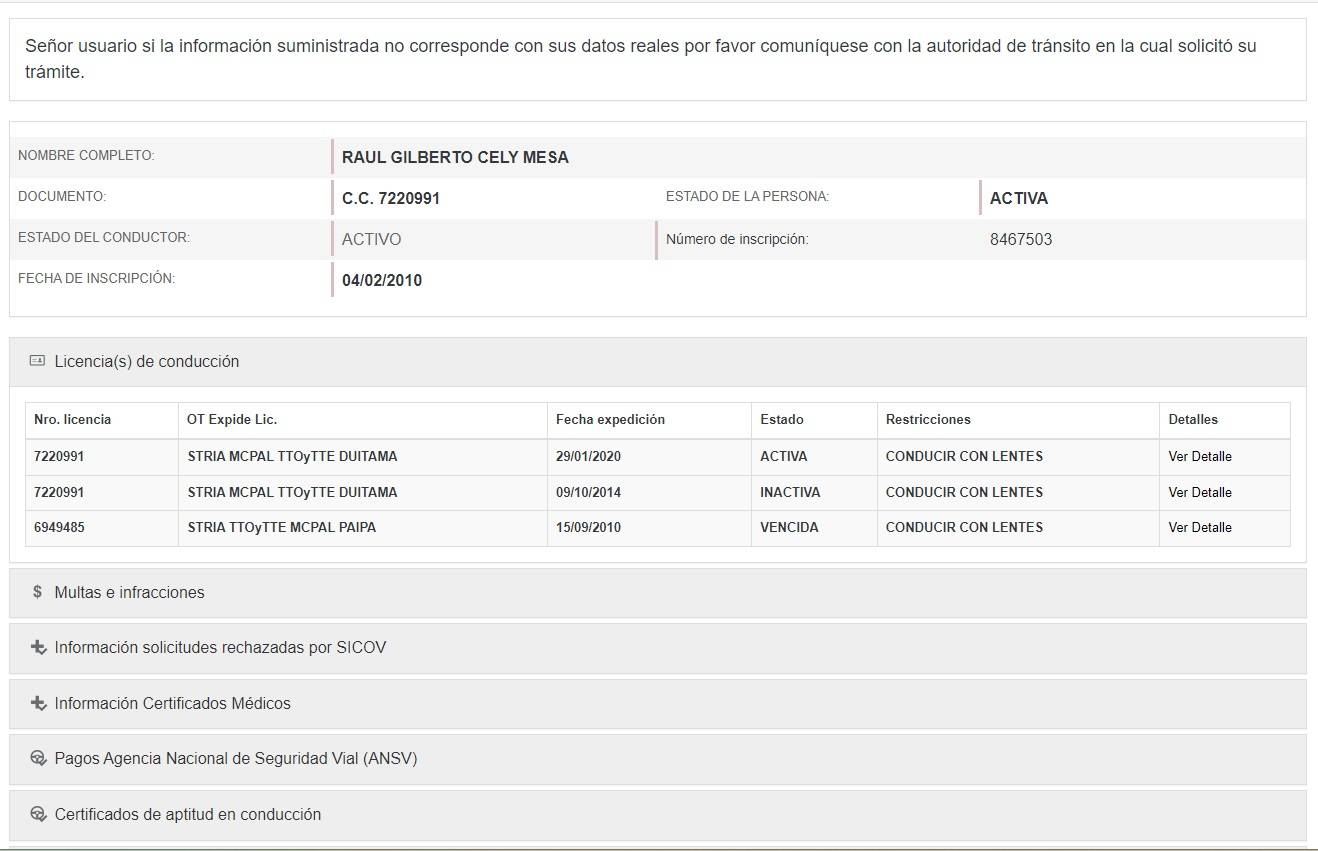 Señor usuario si la información suministrada no corresponde con sus datos reales por favor comuníquese con la autoridad de tránsito en la cual solicitó su
trámite.
NOMBRE COMPLETO: RAUL GILBERTO CELY MESA
DOCUMENTO: C.C. 7220991 ESTADO DE LA PERSONA: ACTIVA
ESTADO DEL CONDUCTOR: ACTIVO Número de inscripción: 8467503
FECHA DE INSCRIPCIÓN: 04/02/2010
Licencia(s) de conducción
Nro. licencia OT Expide Lic. Fecha expedición Estado Restricciones Detalles
7220991 STRIA MCPAL TTOyTTE DUITAMA 29/01/2020 ACTIVA CONDUCIR CON LENTES Ver Detalle
7220991 STRIA MCPAL TTOyTTE DUITAMA 09/10/2014 INACTIVA CONDUCIR CON LENTES Ver Detalle
6949485 STRIA TTOyTTE MCPAL PAIPA 15/09/2010 VENCIDA CONDUCIR CON LENTES Ver Detalle
$ Multas e infracciones
Información solicitudes rechazadas por SICOV
Información Certificados Médicos
Pagos Agencia Nacional de Seguridad Vial (ANSV)
Certificados de aptitud en conducción